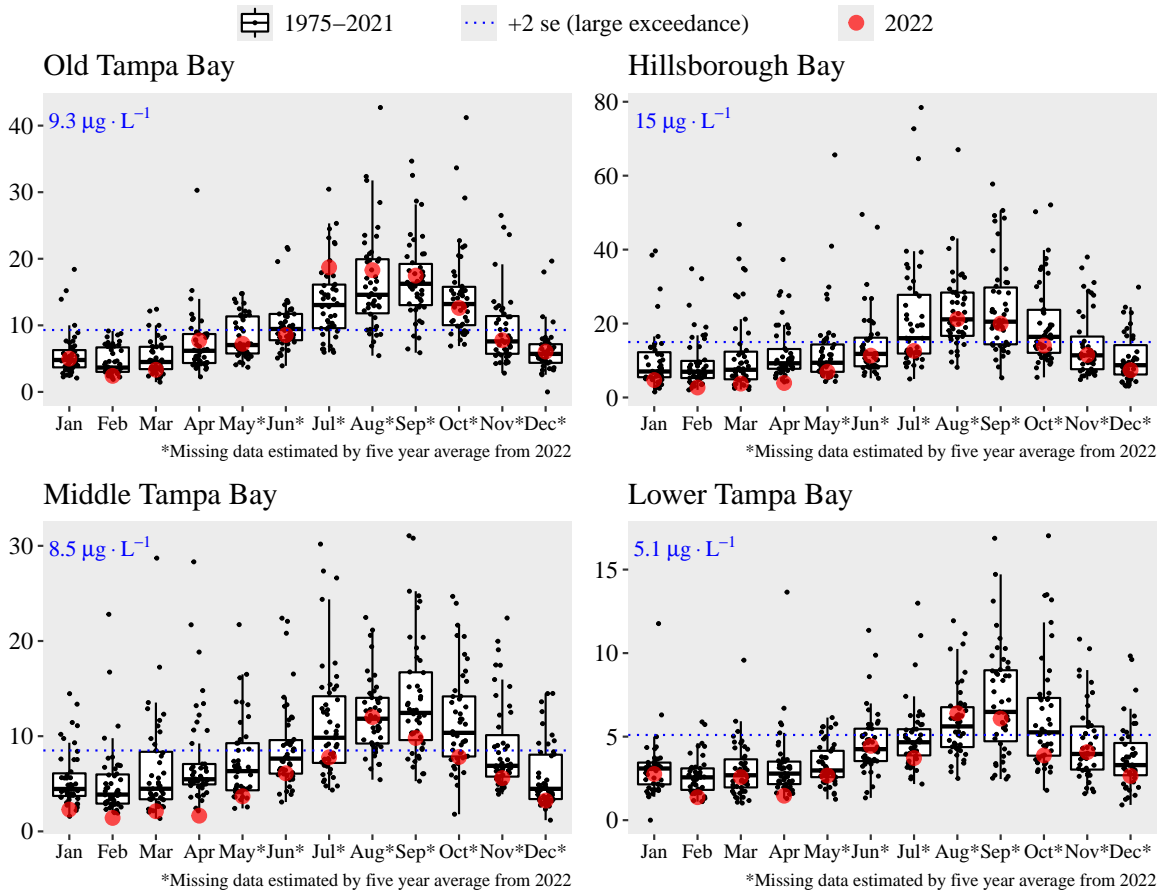 1975–2021 +2 se (large exceedance) 2022
Old Tampa Bay
9.3 μg · L⁻¹
40
30
20
10
0
Jan Feb Mar Apr May* Jun* Jul* Aug* Sep* Oct* Nov* Dec*
*Missing data estimated by five year average from 2022
Hillsborough Bay
15 μg · L⁻¹
80
60
40
20
0
Jan Feb Mar Apr May* Jun* Jul* Aug* Sep* Oct* Nov* Dec*
*Missing data estimated by five year average from 2022
Middle Tampa Bay
8.5 μg · L⁻¹
30
20
10
0
Jan Feb Mar Apr May* Jun* Jul* Aug* Sep* Oct* Nov* Dec*
*Missing data estimated by five year average from 2022
Lower Tampa Bay
5.1 μg · L⁻¹
15
10
5
0
Jan Feb Mar Apr May* Jun* Jul* Aug* Sep* Oct* Nov* Dec*
*Missing data estimated by five year average from 2022